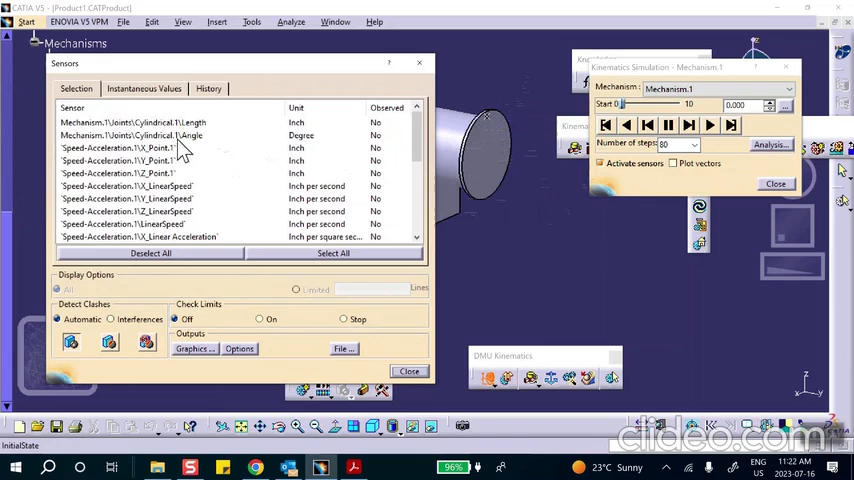 CATIA V5 - [Product1.CATProduct]
Start ENOVIA V5 VPM File Edit View Insert Tools Analyze Window Help
Mechanisms
Sensors
Selection Instantaneous Values History
Sensor Unit Observed
Mechanism.1\Joints\Cylindrical.1\Length Inch No
Mechanism.1\Joints\Cylindrical.1\Angle Degree No
`Speed-Acceleration.1\X_Point.1` Inch No
`Speed-Acceleration.1\Y_Point.1` Inch No
`Speed-Acceleration.1\Z_Point.1` Inch No
`Speed-Acceleration.1\X_LinearSpeed` Inch per second No
`Speed-Acceleration.1\Y_LinearSpeed` Inch per second No
`Speed-Acceleration.1\Z_LinearSpeed` Inch per second No
`Speed-Acceleration.1\LinearSpeed` Inch per second No
`Speed-Acceleration.1\X_Linear Acceleration` Inch per square sec... No
Deselect All Select All
Display Options
All Limited Lines
Detect Clashes Check Limits
Automatic Interferences Off On Stop
Outputs
Graphics ... Options File ...
Close
Kinematics Simulation - Mechanism.1
Mechanism : Mechanism.1
Start 0 10 0.000 ...
Number of steps: 80 Analysis...
Activate sensors Plot vectors
Close
DMU Kinematics
InitialState
clideo.com
96% 23°C Sunny ENG US 11:22 AM 2023-07-16